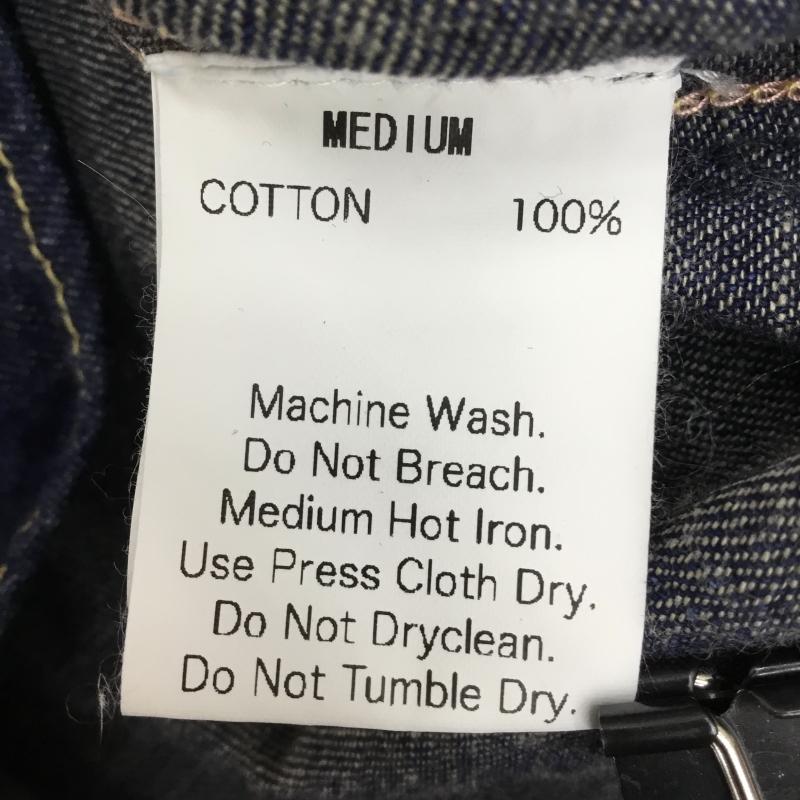 MEDIUM
COTTON 100%
Machine Wash.
Do Not Breach.
Medium Hot Iron.
Use Press Cloth Dry.
Do Not Dryclean.
Do Not Tumble Dry.